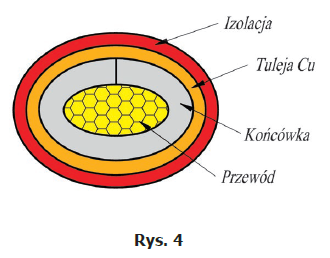 Izolacja
Tuleja Cu
Końcówka
Przewód
Rys. 4